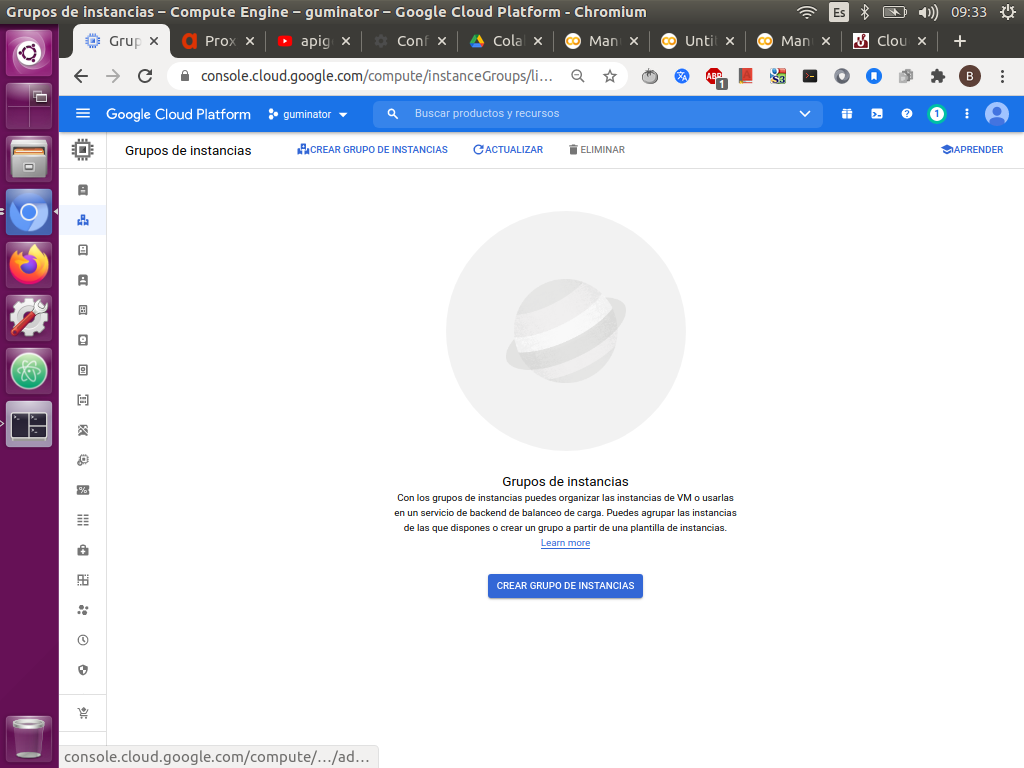 Grupos de instancias – Compute Engine – guminator – Google Cloud Platform - Chromium
Es
09:33
Grup
Prox
apig
Conf
Cola
Manu
Untit
Manu
Clou
console.cloud.google.com/compute/instanceGroups/li...
ABP
1
B
Google Cloud Platform
guminator
Buscar productos y recursos
1
Grupos de instancias
CREAR GRUPO DE INSTANCIAS
ACTUALIZAR
ELIMINAR
APRENDER
Grupos de instancias
Con los grupos de instancias puedes organizar las instancias de VM o usarlas
en un servicio de backend de balanceo de carga. Puedes agrupar las instancias
de las que dispones o crear un grupo a partir de una plantilla de instancias.
Learn more
CREAR GRUPO DE INSTANCIAS
console.cloud.google.com/compute/.../ad...